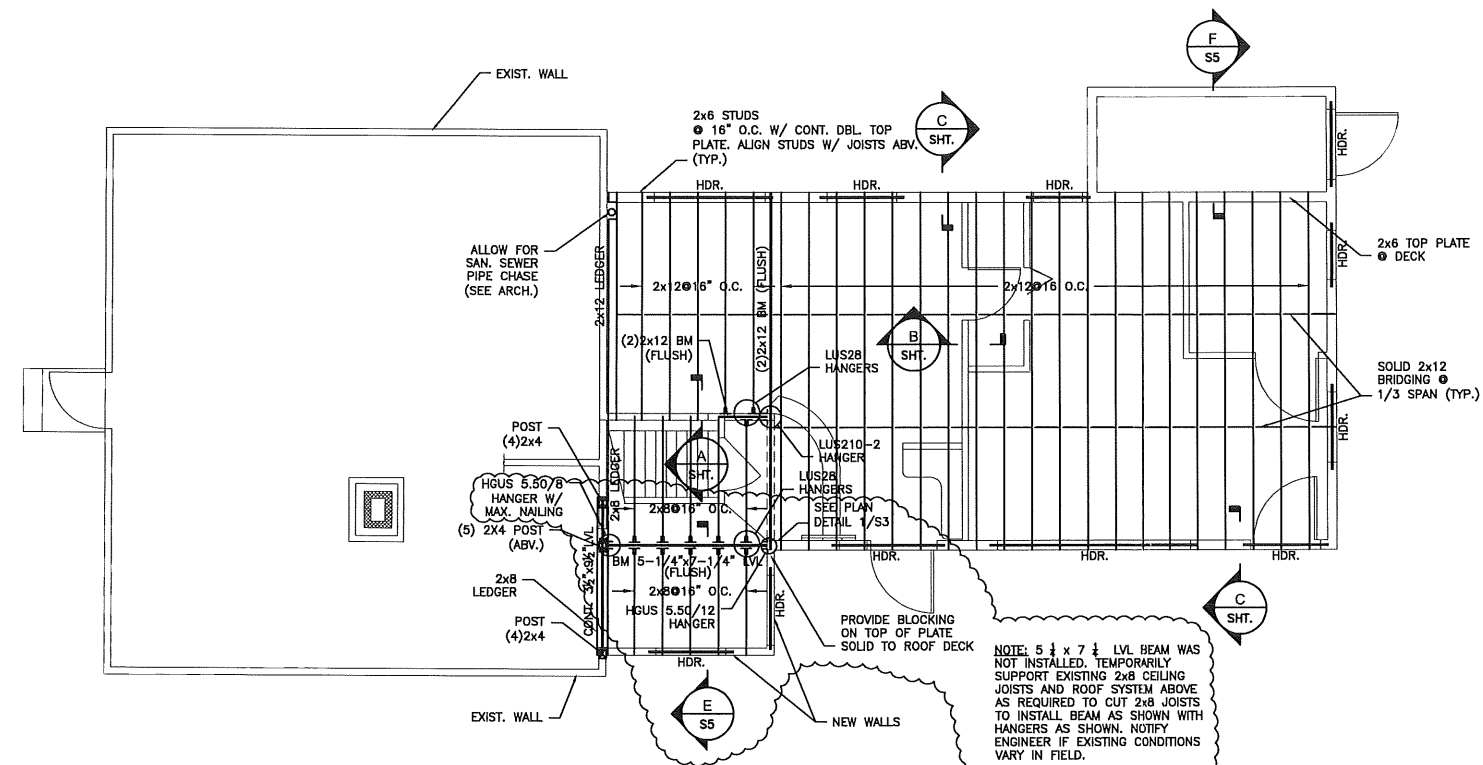 F
S5
EXIST. WALL
2x6 STUDS
@ 16" O.C. W/ CONT. DBL. TOP
PLATE. ALIGN STUDS W/ JOISTS ABV.
(TYP.)
C
SHT.
HDR.
HDR.
HDR.
HDR.
ALLOW FOR
SAN. SEWER
PIPE CHASE
(SEE ARCH.)
2x12 LEDGER
2x12@16" O.C.
(2)2x12 BM (FLUSH)
2x12@16 O.C.
HDR.
2x6 TOP PLATE
@ DECK
(2)2x12 BM
(FLUSH)
LUS28
HANGERS
B
SHT.
SOLID 2x12
BRIDGING @
1/3 SPAN (TYP.)
HDR.
POST
(4)2x4
LUS210-2
HANGER
A
SHT.
2x8 LEDGER
HGUS 5.50/8
HANGER W/
MAX. NAILING
LUS28
HANGERS
2x8@16" O.C.
SEE PLAN
DETAIL 1/S3
(5) 2X4 POST
(ABV.)
CONT. 3½"x9½" LVL
BM 5-1/4"x7-1/4" LVL
(FLUSH)
HDR.
HDR.
HDR.
2x8
LEDGER
2x8@16" O.C.
HGUS 5.50/12
HANGER
HDR.
POST
(4)2x4
PROVIDE BLOCKING
ON TOP OF PLATE
SOLID TO ROOF DECK
C
SHT.
HDR.
NOTE: 5 ¼ x 7 ¼ LVL BEAM WAS
NOT INSTALLED. TEMPORARILY
SUPPORT EXISTING 2x8 CEILING
JOISTS AND ROOF SYSTEM ABOVE
AS REQUIRED TO CUT 2x8 JOISTS
TO INSTALL BEAM AS SHOWN WITH
HANGERS AS SHOWN. NOTIFY
ENGINEER IF EXISTING CONDITIONS
VARY IN FIELD.
EXIST. WALL
E
S5
NEW WALLS